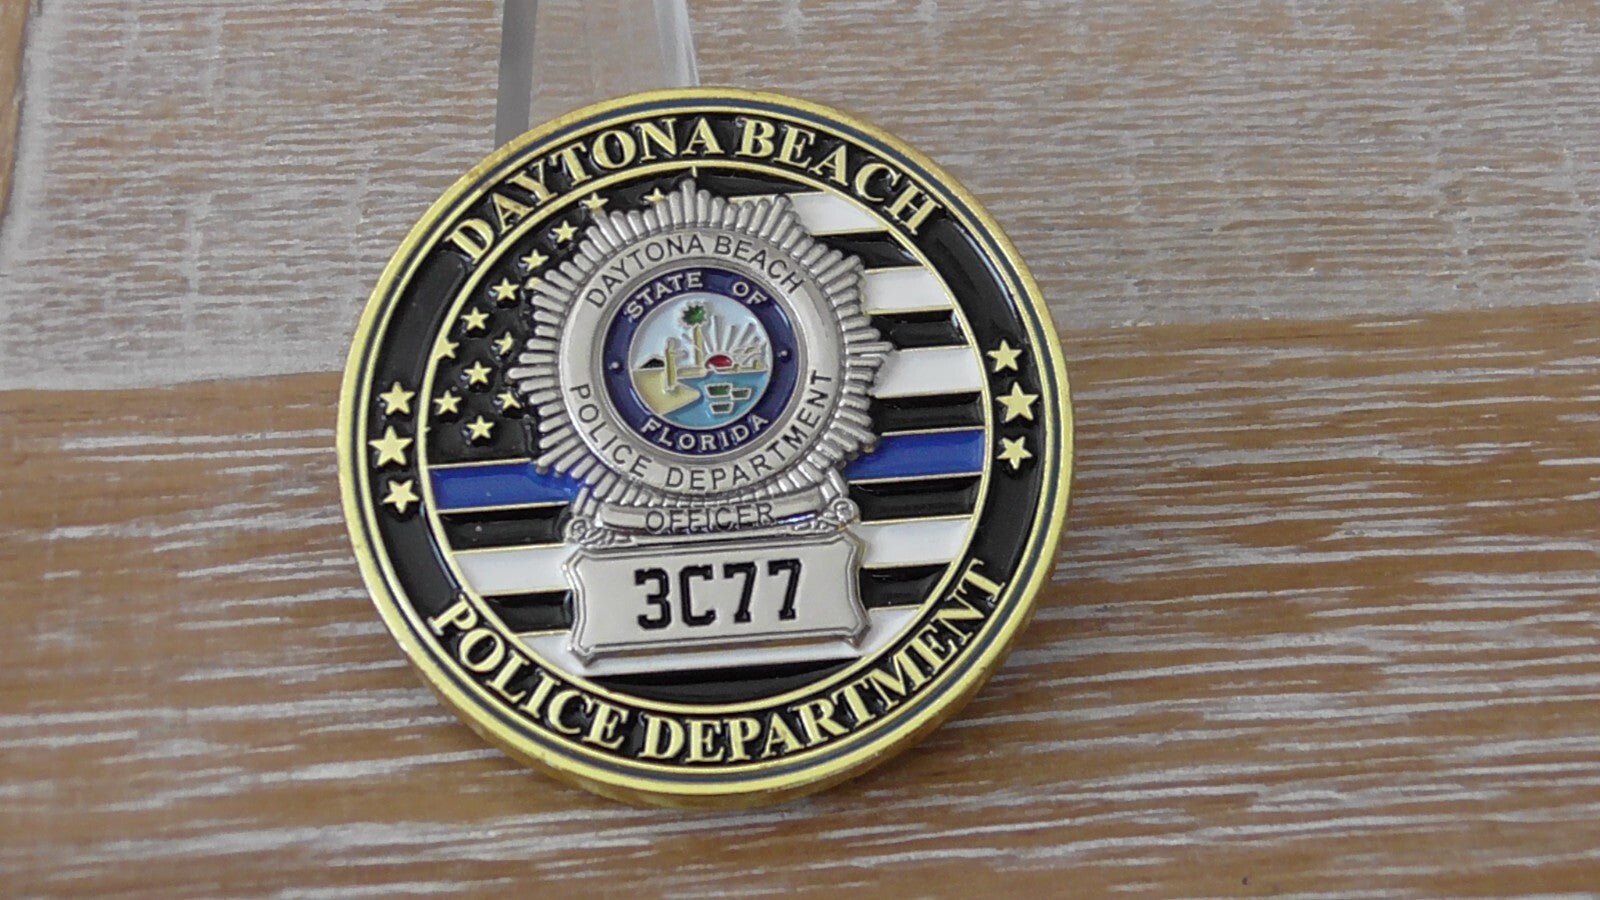 DAYTONA BEACH
DAYTONA BEACH
STATE OF
FLORIDA
POLICE DEPARTMENT
OFFICER
3C77
POLICE DEPARTMENT